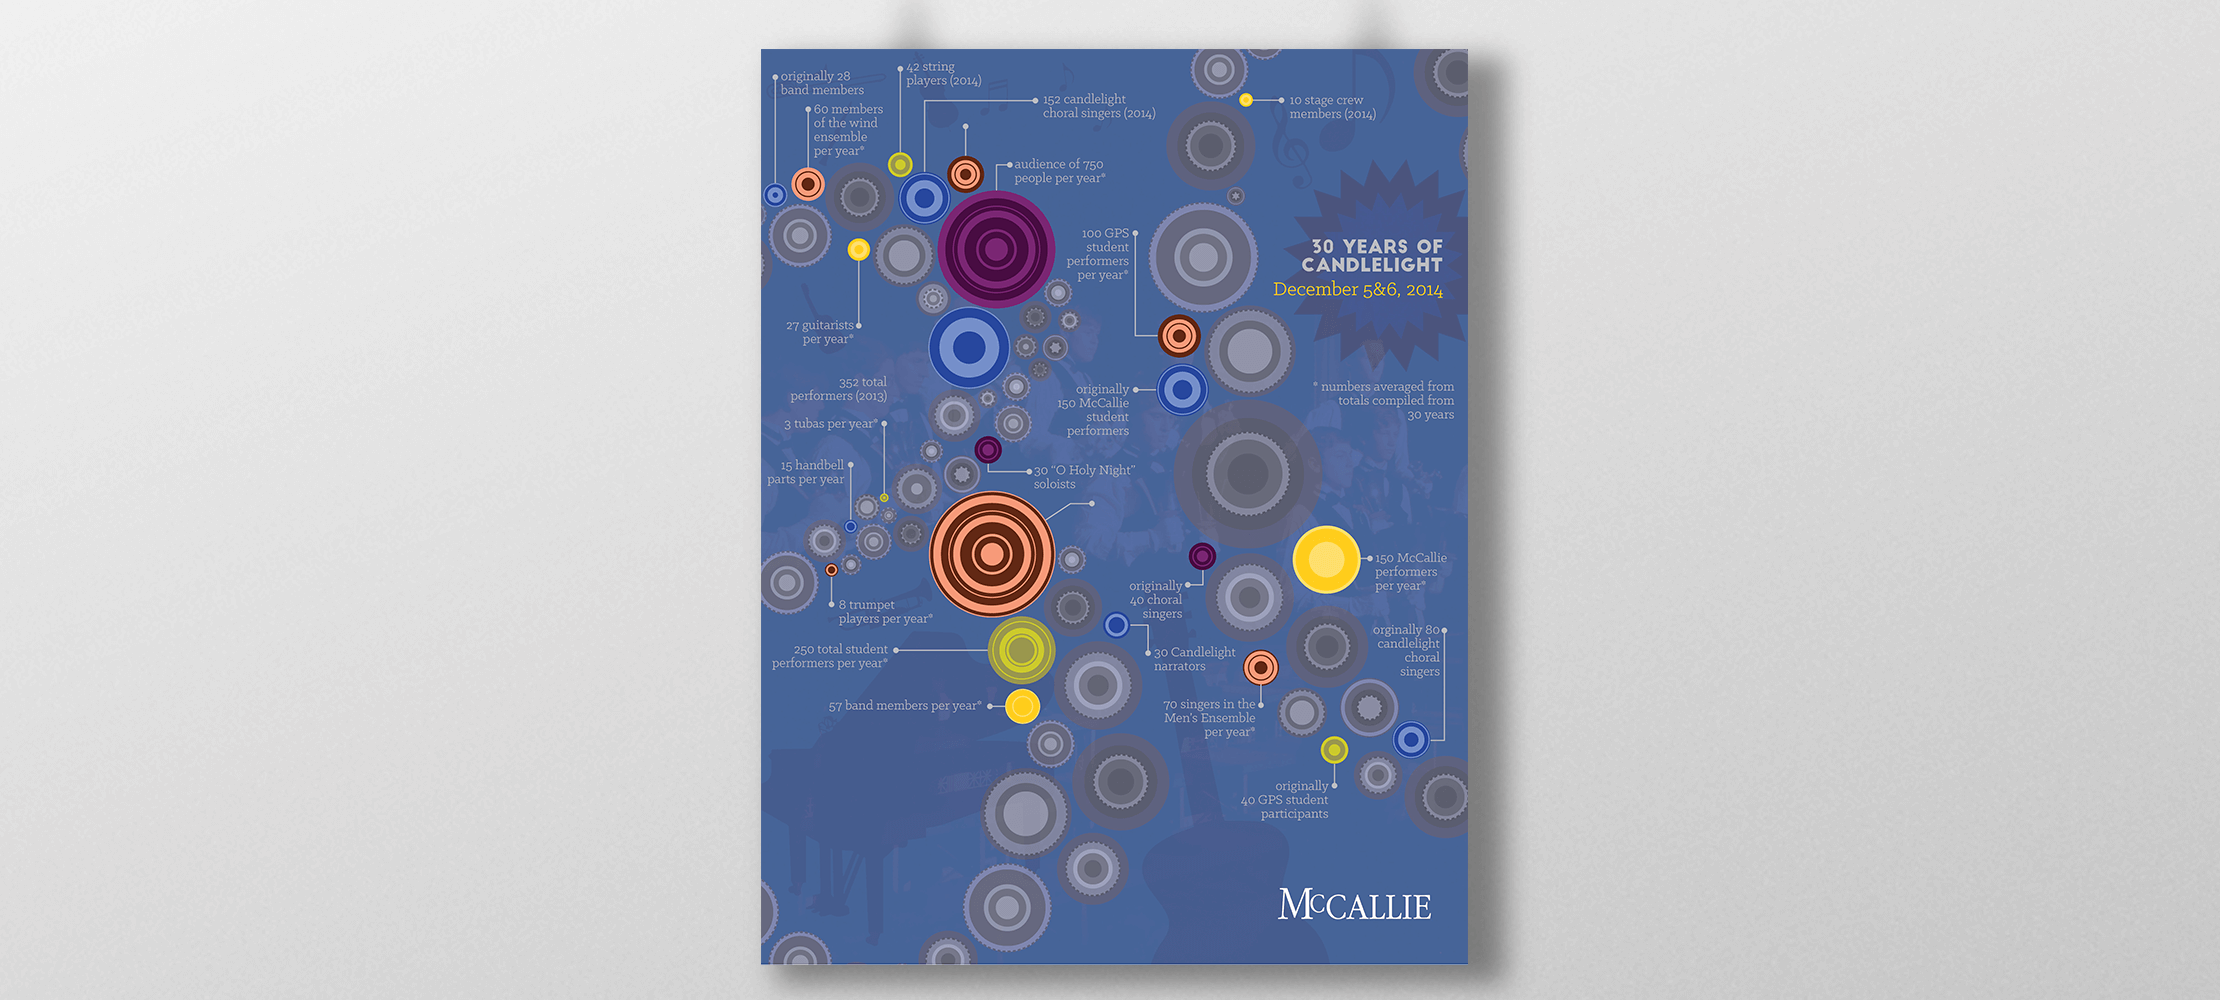 originally 28
band members
60 members
of the wind
ensemble
per year*
42 string
players (2014)
152 candlelight
choral singers (2014)
audience of 750
people per year*
10 stage crew
members (2014)
100 GPS
student
performers
per year*
30 YEARS OF
CANDLELIGHT
December 5&6, 2014
27 guitarists
per year*
352 total
performers (2013)
originally
150 McCallie
student
performers
* numbers averaged from
totals compiled from
30 years
3 tubas per year*
15 handbell
parts per year
30 “O Holy Night”
soloists
150 McCallie
performers
per year*
originally
40 choral
singers
8 trumpet
players per year*
250 total student
performers per year*
30 Candlelight
narrators
orginally 80
candlelight
choral
singers
57 band members per year*
70 singers in the
Men's Ensemble
per year*
originally
40 GPS student
participants
McCALLIE